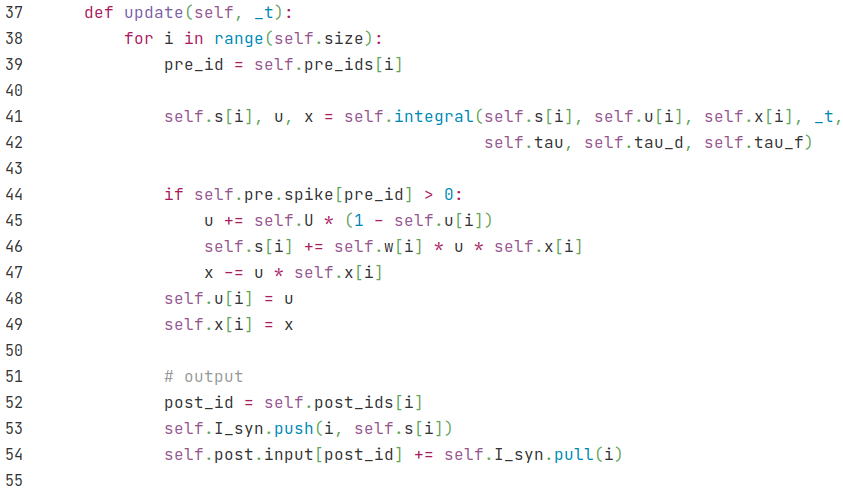 37 def update(self, _t):
38 for i in range(self.size):
39 pre_id = self.pre_ids[i]
40
41 self.s[i], u, x = self.integral(self.s[i], self.u[i], self.x[i], _t,
42 self.tau, self.tau_d, self.tau_f)
43
44 if self.pre.spike[pre_id] > 0:
45 u += self.U * (1 - self.u[i])
46 self.s[i] += self.w[i] * u * self.x[i]
47 x -= u * self.x[i]
48 self.u[i] = u
49 self.x[i] = x
50
51 # output
52 post_id = self.post_ids[i]
53 self.I_syn.push(i, self.s[i])
54 self.post.input[post_id] += self.I_syn.pull(i)
55